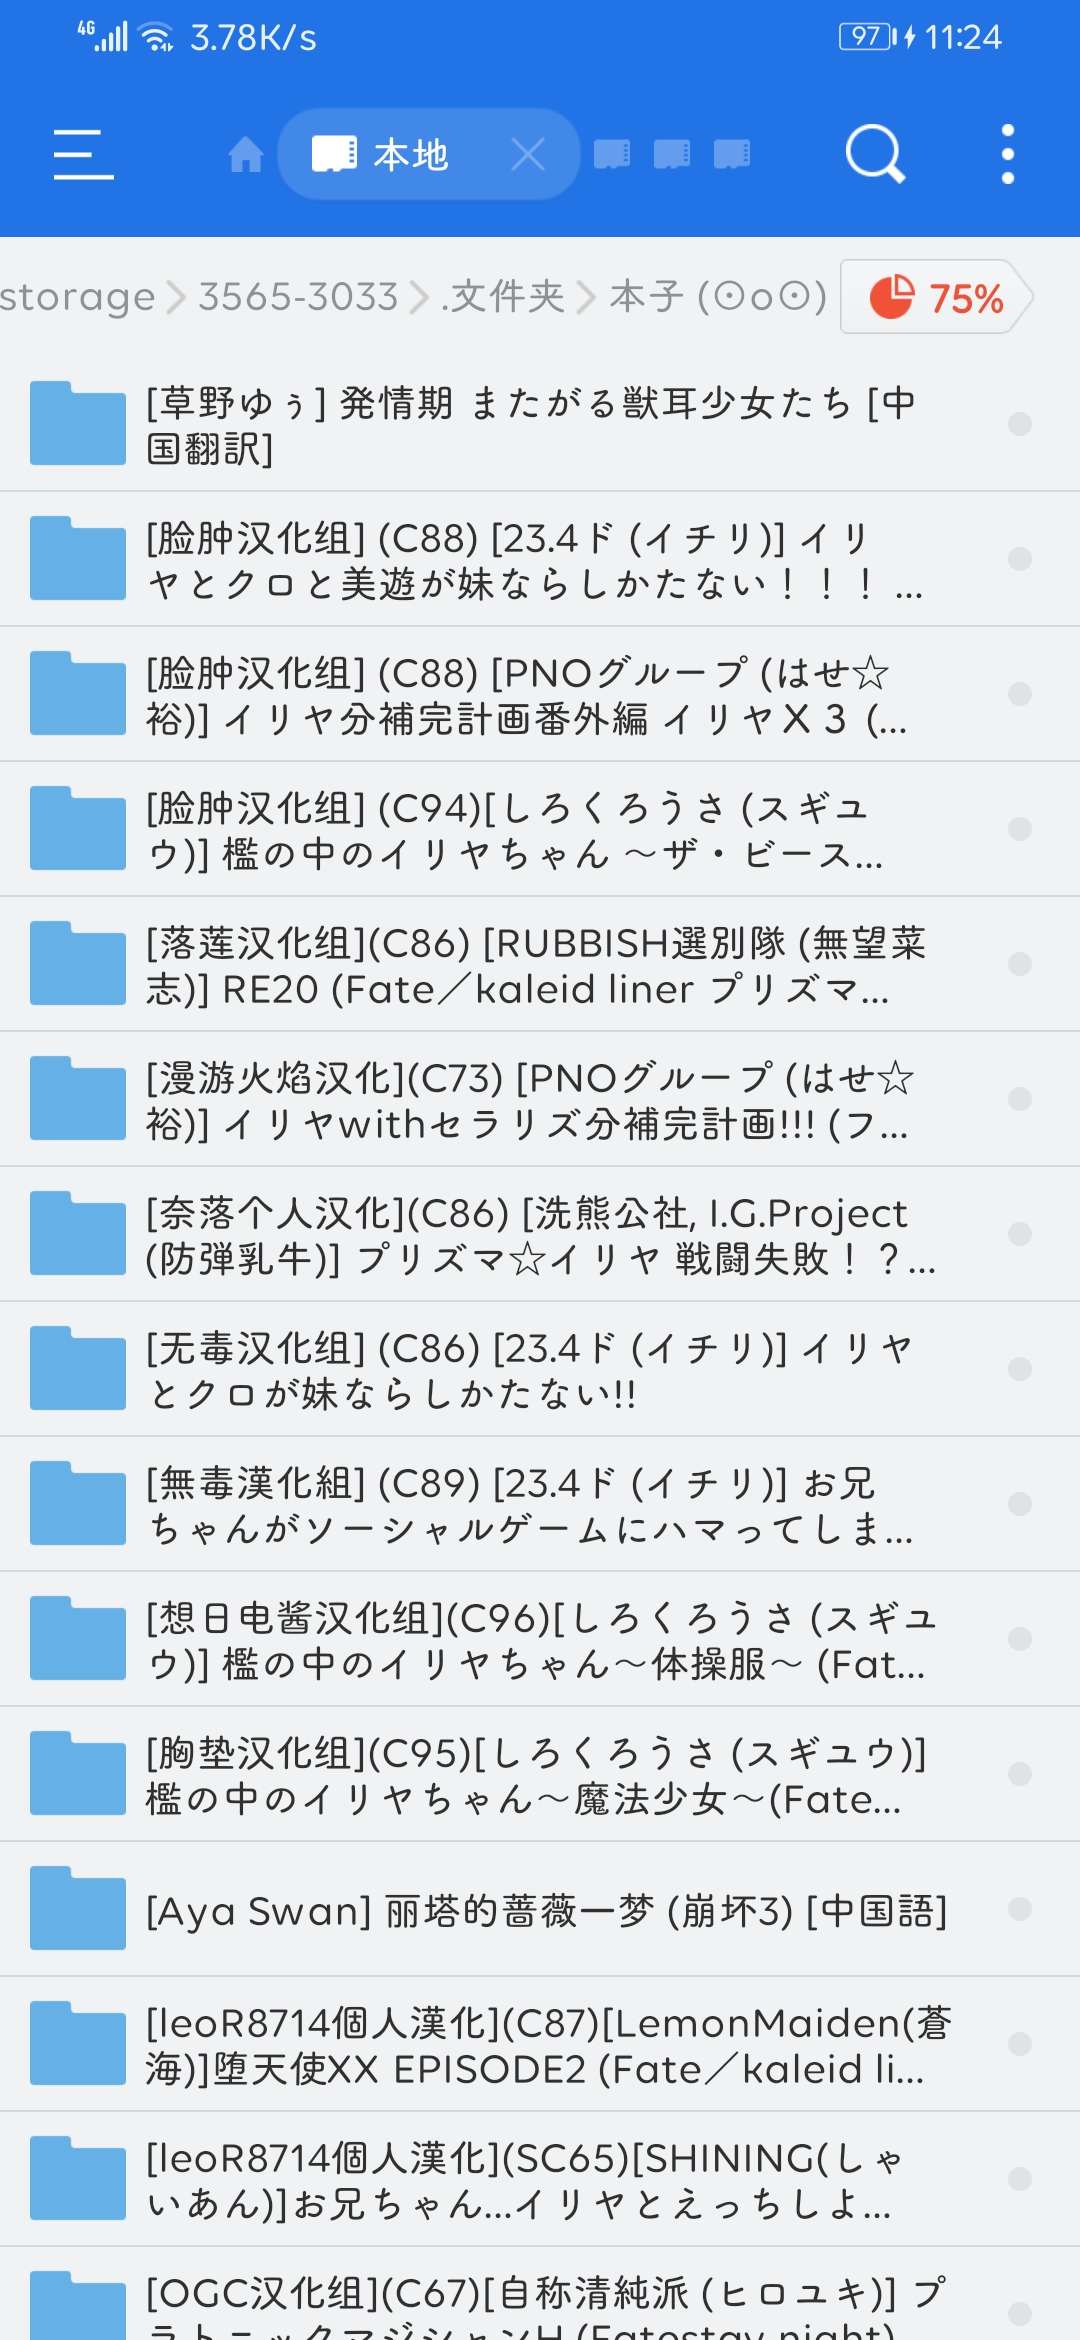 4G 3.78K/s 97 11:24
本地
storage 3565-3033 .文件夹 本子 (⊙o⊙) 75%
[草野ゆぅ] 発情期 またがる獣耳少女たち [中
国翻訳]
[脸肿汉化组] (C88) [23.4ド (イチリ)] イリ
ヤとクロと美遊が妹ならしかたない！！！ ...
[脸肿汉化组] (C88) [PNOグループ (はせ☆
裕)] イリヤ分補完計画番外編 イリヤX３ (...
[脸肿汉化组] (C94)[しろくろうさ (スギユ
ウ)] 檻の中のイリヤちゃん ～ザ・ビース...
[落莲汉化组](C86) [RUBBISH選別隊 (無望菜
志)] RE20 (Fate／kaleid liner プリズマ...
[漫游火焰汉化](C73) [PNOグループ (はせ☆
裕)] イリヤwithセラリズ分補完計画!!! (フ...
[奈落个人汉化](C86) [洗熊公社, I.G.Project
(防弾乳牛)] プリズマ☆イリヤ 戦闘失敗！？...
[无毒汉化组] (C86) [23.4ド (イチリ)] イリヤ
とクロが妹ならしかたない!!
[無毒漢化組] (C89) [23.4ド (イチリ)] お兄
ちゃんがソーシャルゲームにハマってしま...
[想日电酱汉化组](C96)[しろくろうさ (スギユ
ウ)] 檻の中のイリヤちゃん～体操服～ (Fat...
[胸垫汉化组](C95)[しろくろうさ (スギユウ)]
檻の中のイリヤちゃん～魔法少女～(Fate...
[Aya Swan] 丽塔的蔷薇一梦 (崩坏3) [中国語]
[leoR8714個人漢化](C87)[LemonMaiden(蒼
海)]堕天使XX EPISODE2 (Fate／kaleid li...
[leoR8714個人漢化](SC65)[SHINING(しゃ
いあん)]お兄ちゃん...イリヤとえっちしよ...
[OGC汉化组](C67)[自称清純派 (ヒロユキ)] プ
ラトニックマジシャンH (Fatestay night)